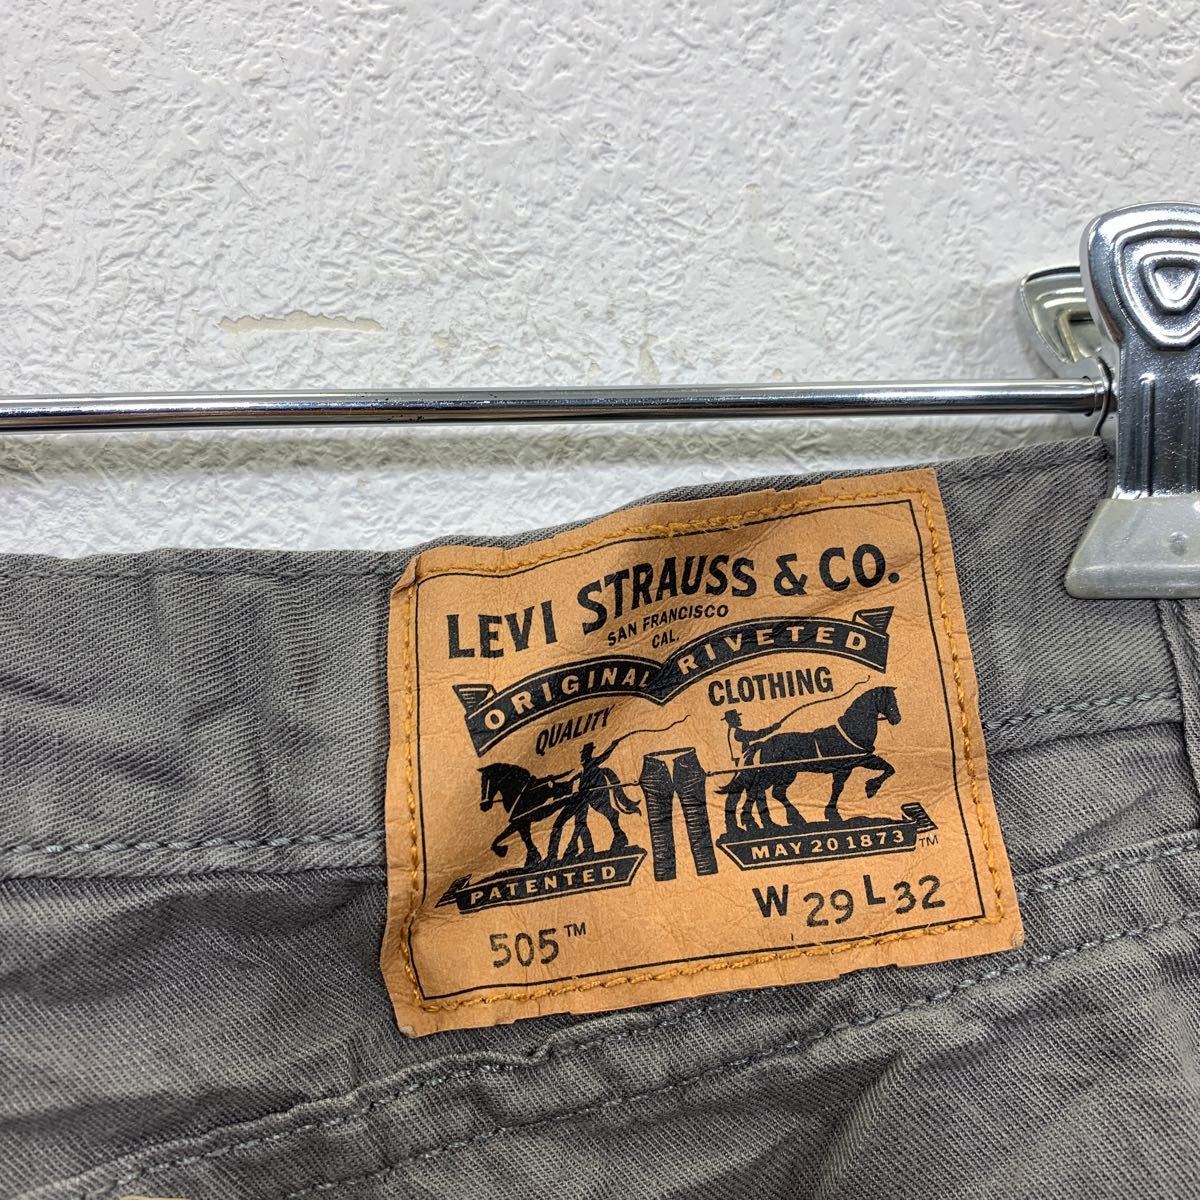 LEVI STRAUSS & CO.
SAN FRANCISCO
CAL.
ORIGINAL RIVETED
QUALITY CLOTHING
PATENTED MAY 20 1873 ™
505™ W 29 L 32